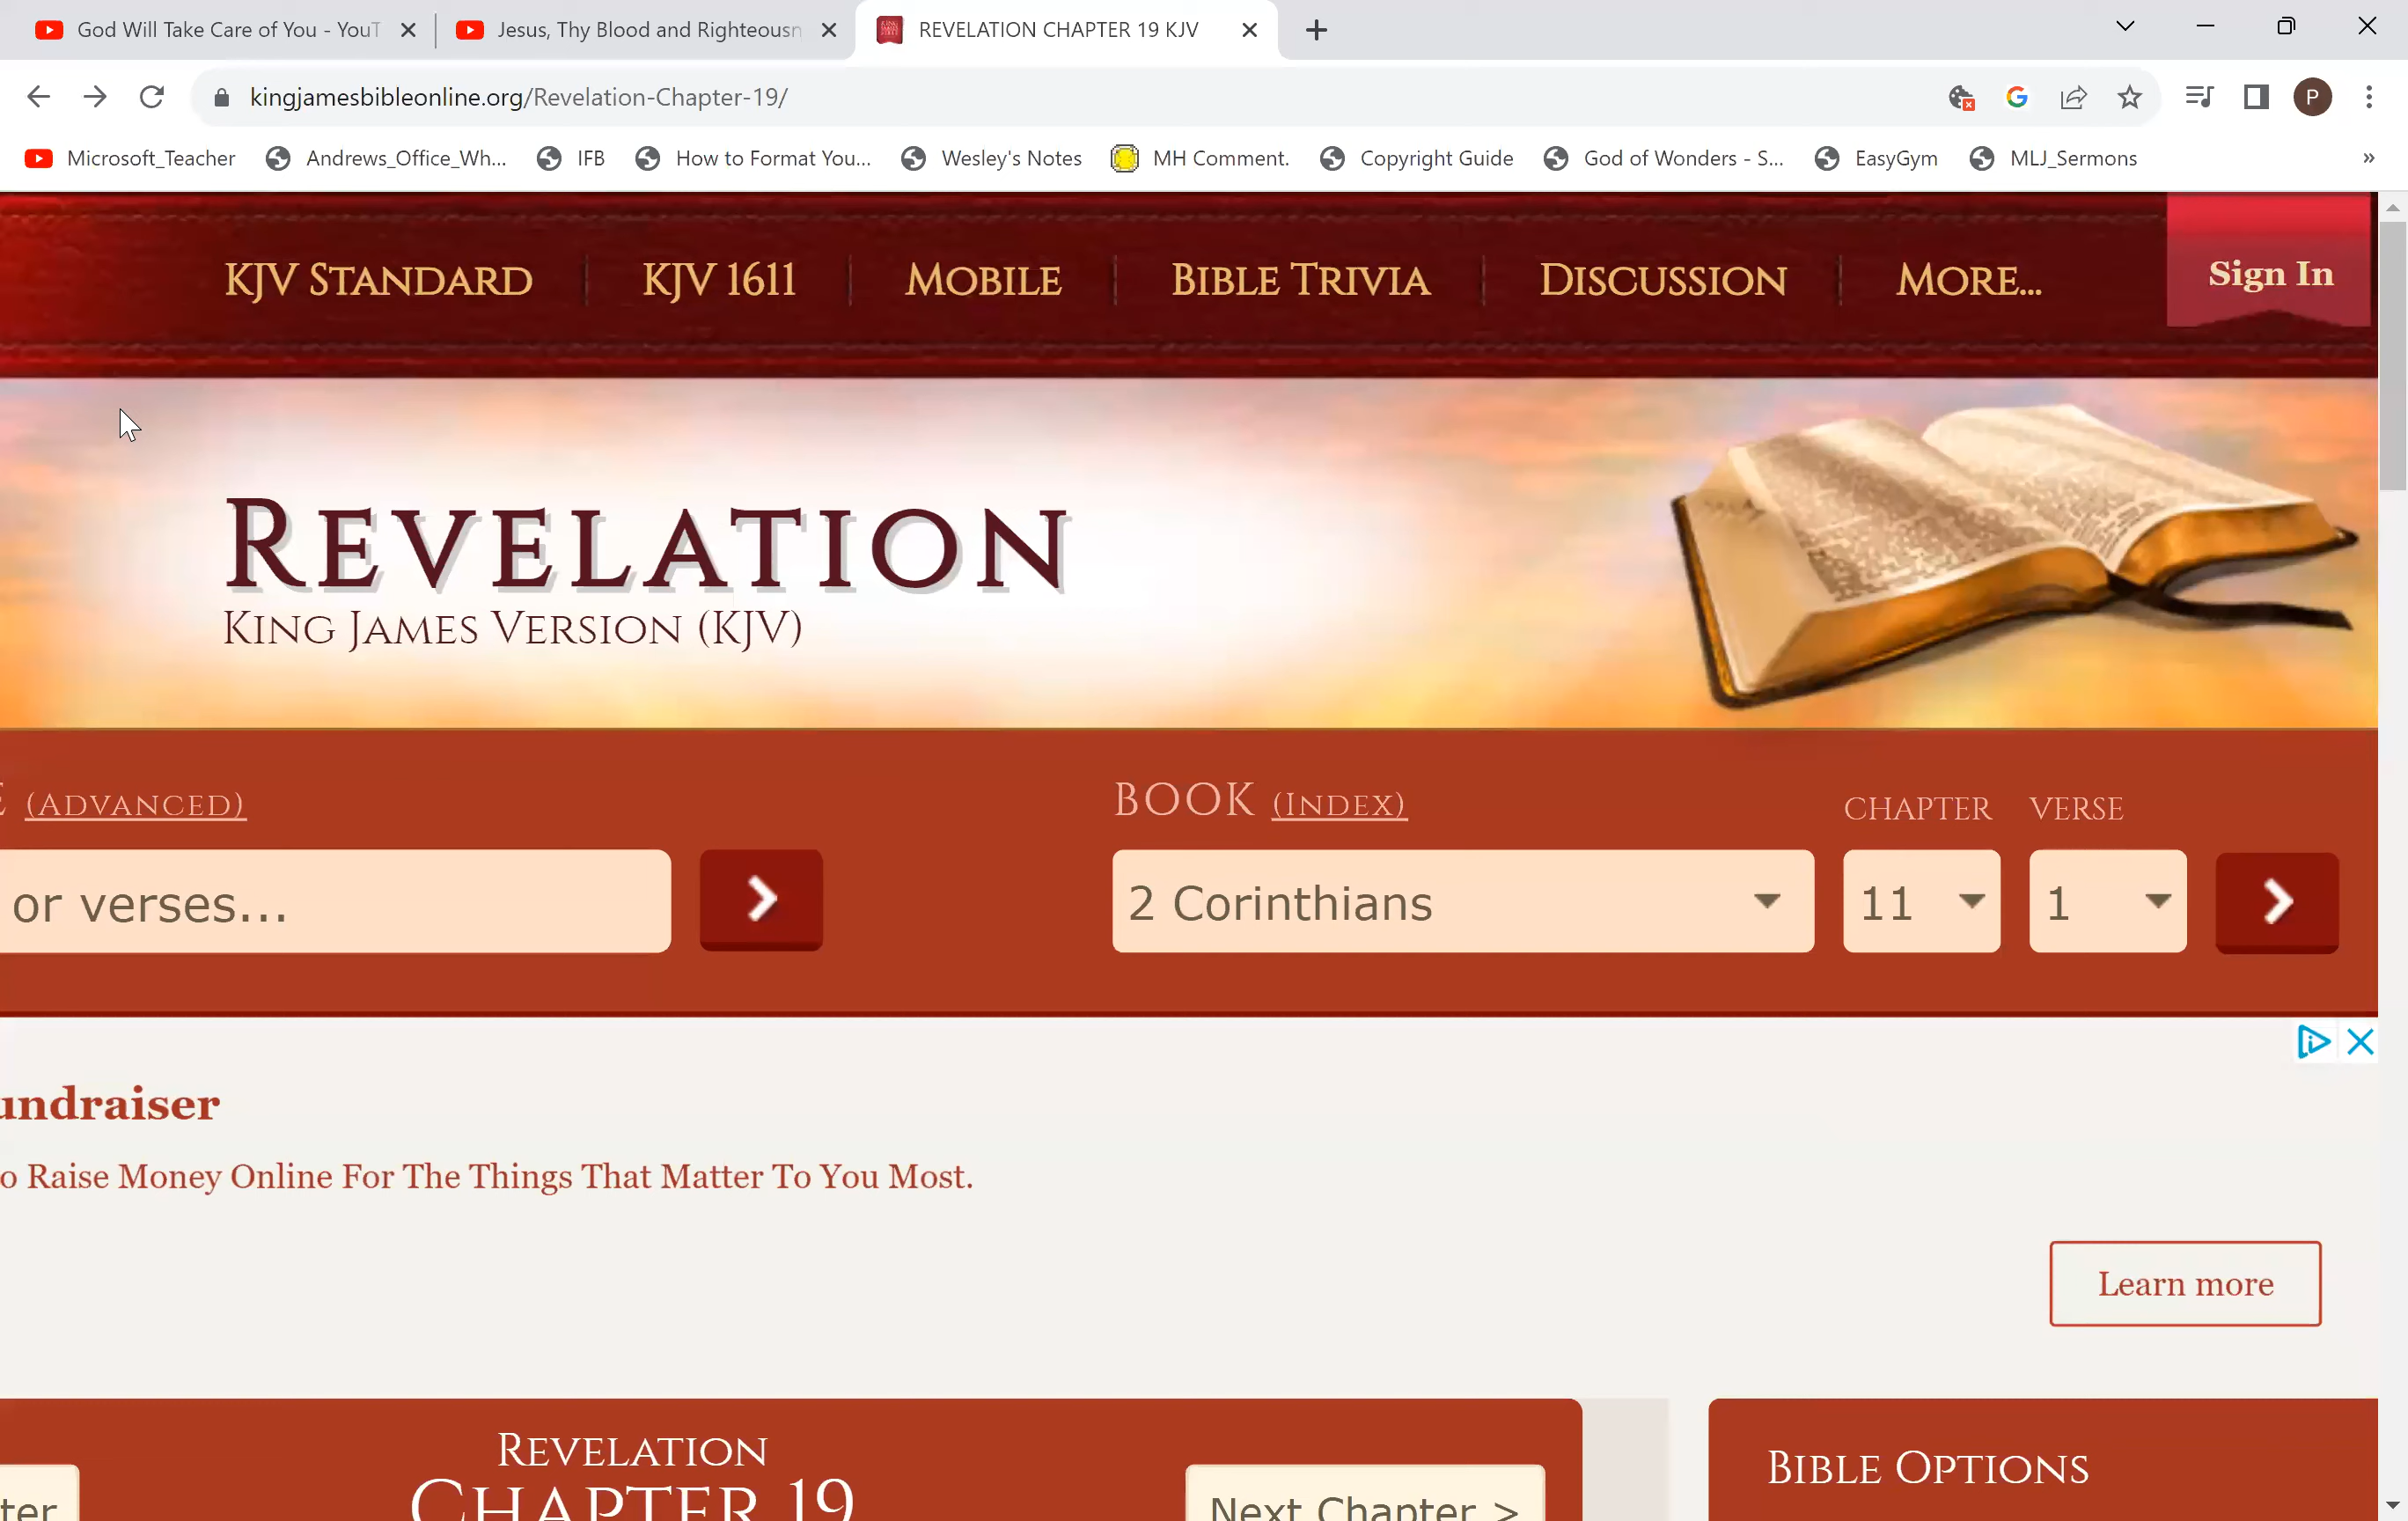 God Will Take Care of You - YouT
Jesus, Thy Blood and Righteousn
REVELATION CHAPTER 19 KJV
kingjamesbibleonline.org/Revelation-Chapter-19/
P
Microsoft_Teacher
Andrews_Office_Wh...
IFB
How to Format You...
Wesley's Notes
MH Comment.
Copyright Guide
God of Wonders - S...
EasyGym
MLJ_Sermons
»
KJV STANDARD
KJV 1611
MOBILE
BIBLE TRIVIA
DISCUSSION
MORE...
Sign In
REVELATION
KING JAMES VERSION (KJV)
(ADVANCED)
BOOK (INDEX)
CHAPTER
VERSE
or verses...
2 Corinthians
11
1
undraiser
o Raise Money Online For The Things That Matter To You Most.
Learn more
REVELATION
CHAPTER 19
ter
Next Chapter >
BIBLE OPTIONS